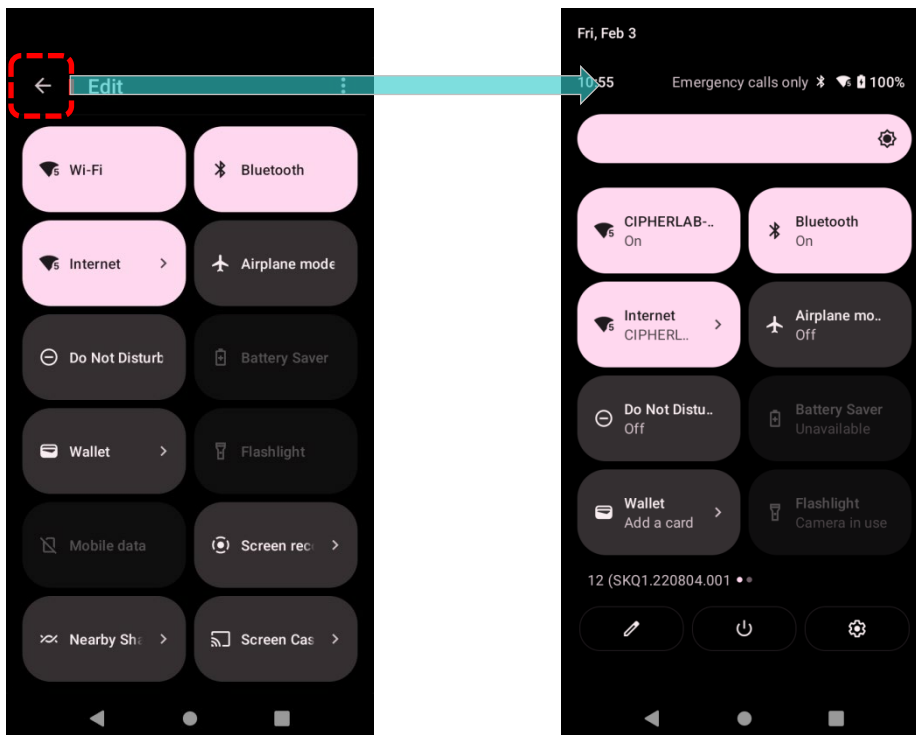 Edit
Wi-Fi
Bluetooth
Internet
Airplane mode
Do Not Disturb
Battery Saver
Wallet
Flashlight
Mobile data
Screen rec
Nearby Sha
Screen Cas
Fri, Feb 3
10:55
Emergency calls only
100%
CIPHERLAB-..
On
Bluetooth
On
Internet
CIPHERL..
Airplane mo..
Off
Do Not Distu..
Off
Battery Saver
Unavailable
Wallet
Add a card
Flashlight
Camera in use
12 (SKQ1.220804.001